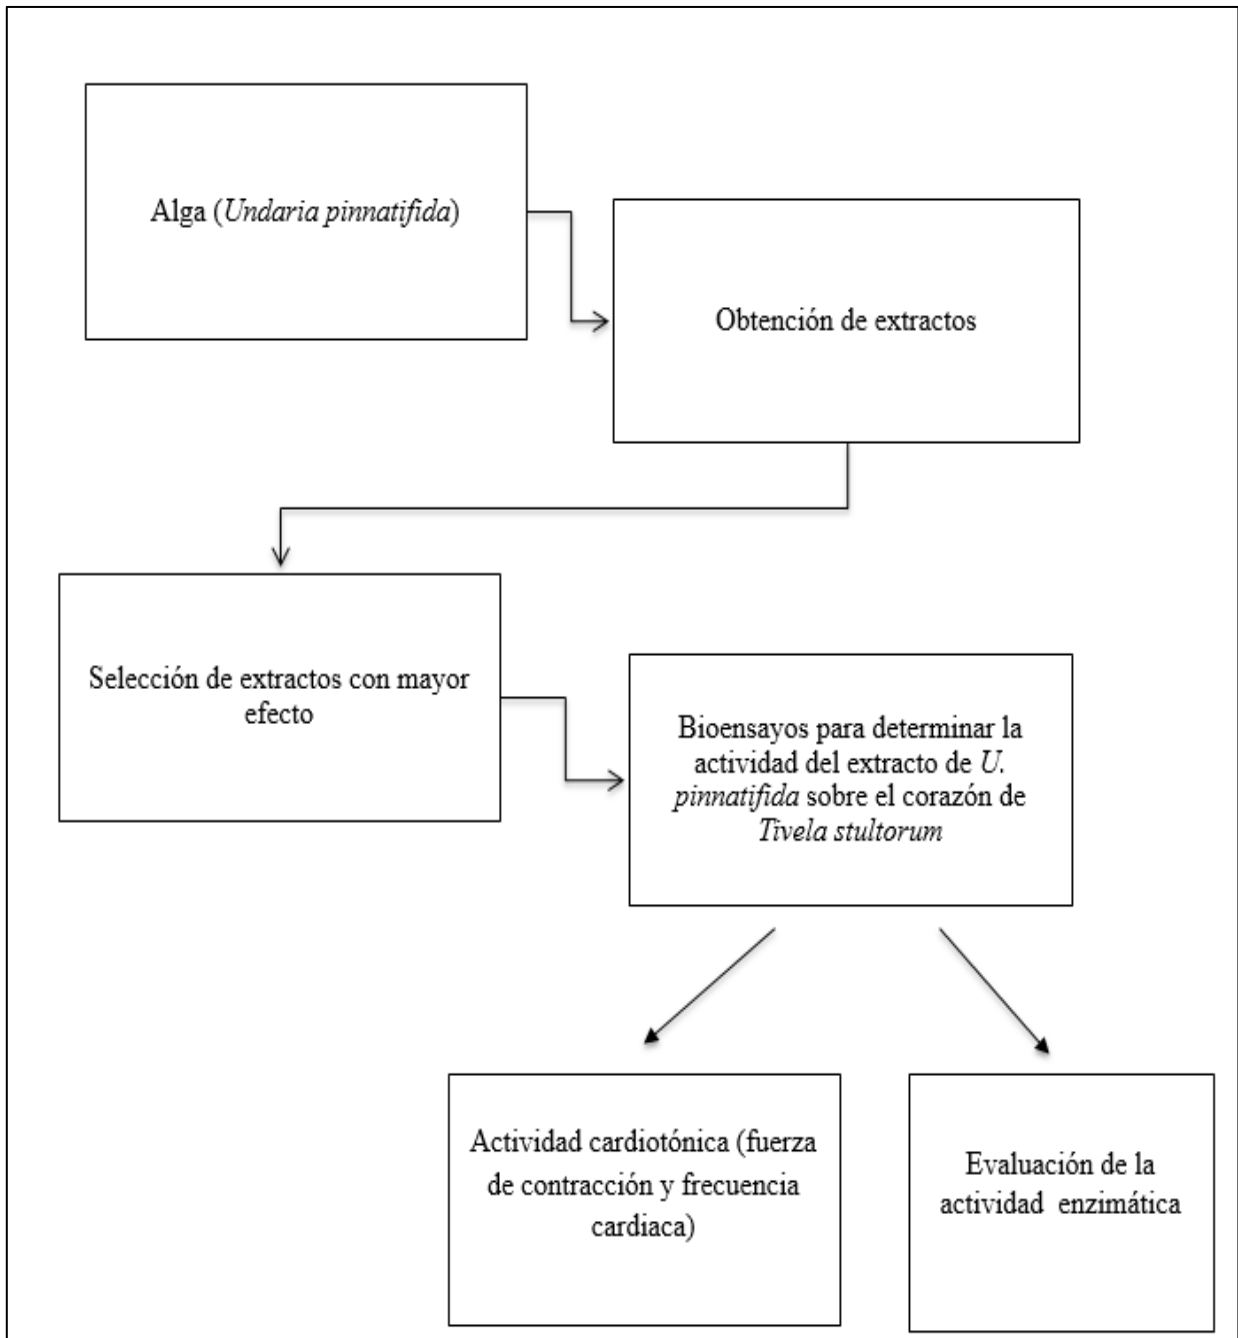 Alga (Undaria pinnatifida)
Obtención de extractos
Selección de extractos con mayor
efecto
Bioensayos para determinar la
actividad del extracto de U.
pinnatifida sobre el corazón de
Tivela stultorum
Actividad cardiotónica (fuerza
de contracción y frecuencia
cardiaca)
Evaluación de la
actividad enzimática